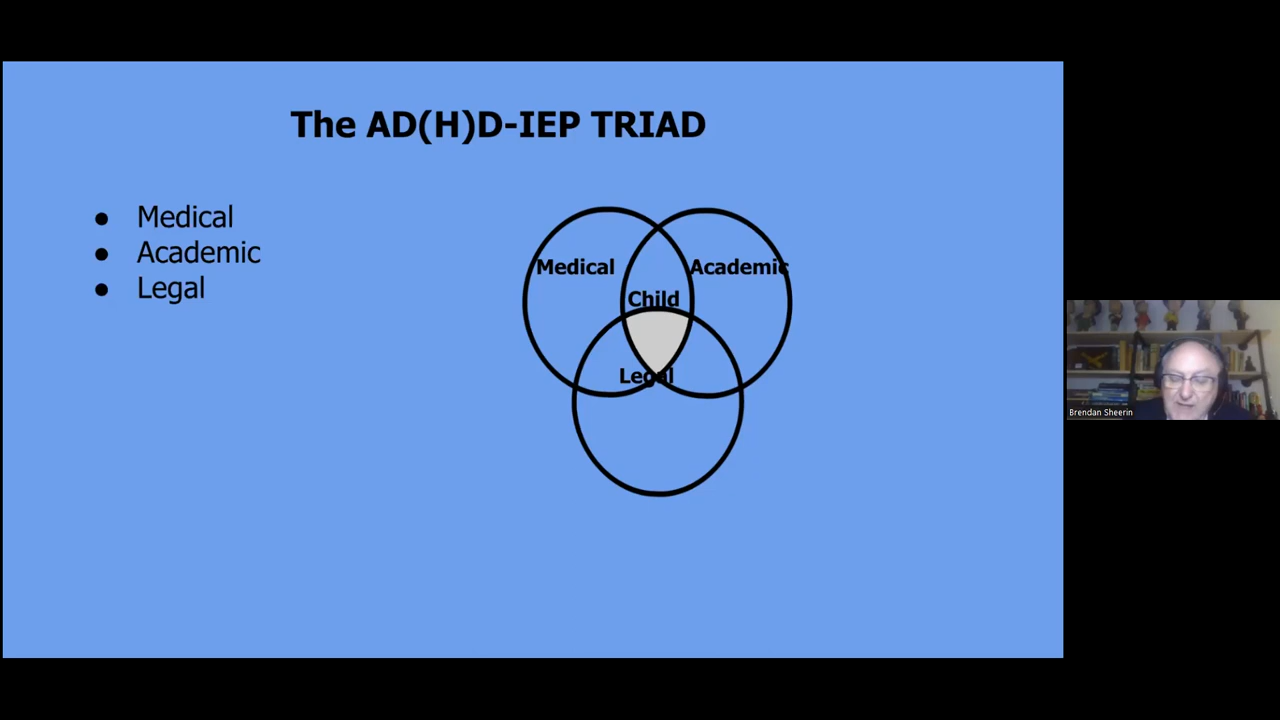 The AD(H)D-IEP TRIAD
● Medical
● Academic
● Legal
Medical
Academic
Child
Legal
Brendan Sheerin